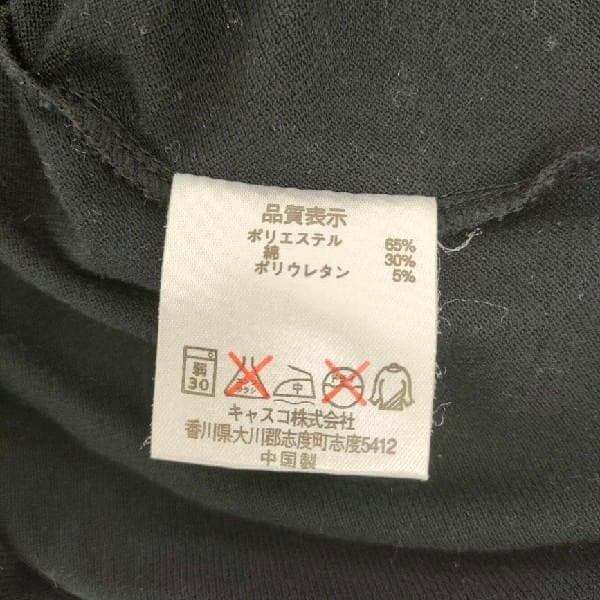 品質表示
ポリエステル 65%
綿 30%
ポリウレタン 5%
弱
30
中
キャスコ株式会社
香川県大川郡志度町志度5412
中国製